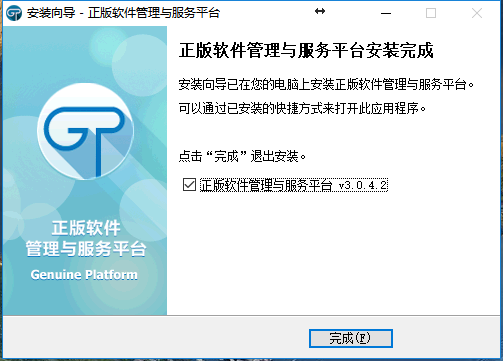 安装向导 - 正版软件管理与服务平台
正版软件管理与服务平台安装完成
安装向导已在您的电脑上安装正版软件管理与服务平台。
可以通过已安装的快捷方式来打开此应用程序。
点击“完成”退出安装。
正版软件管理与服务平台 v3.0.4.2
GT
正版软件
管理与服务平台
Genuine Platform
完成(F)